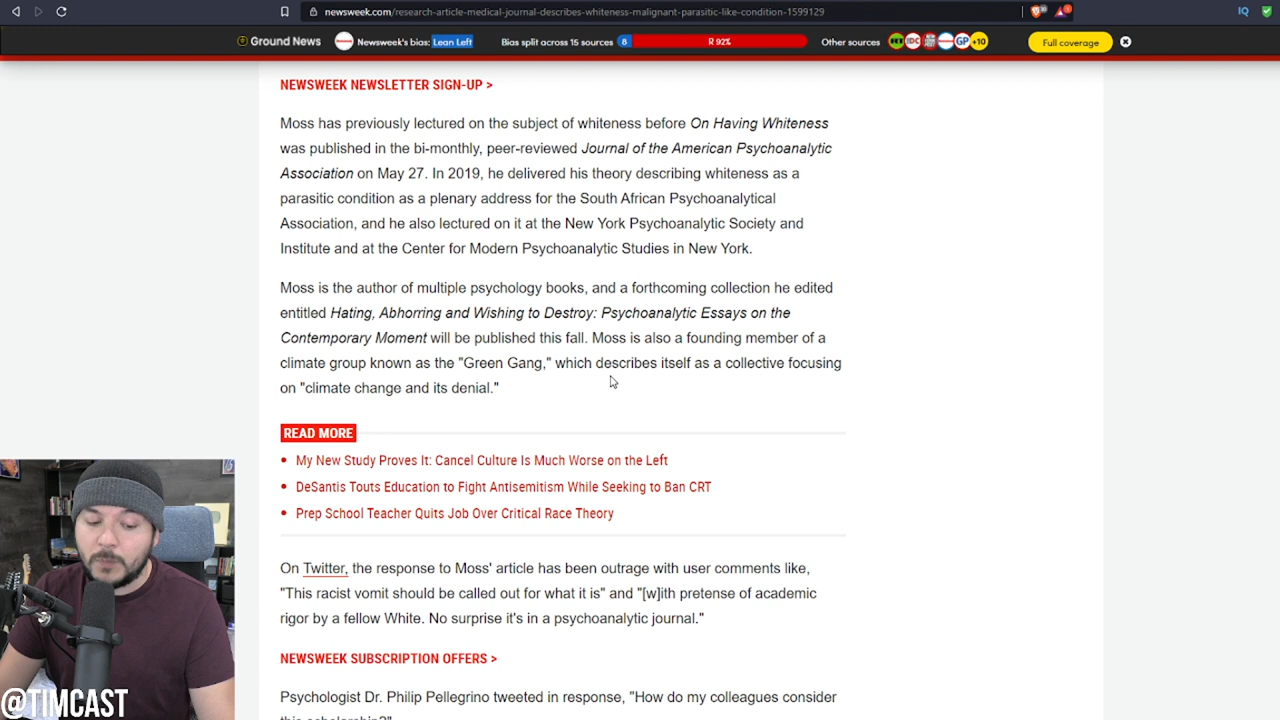 newsweek.com/research-article-medical-journal-describes-whiteness-malignant-parasitic-like-condition-1599129
IQ
Ground News
Newsweek's bias: Lean Left
Bias split across 15 sources
8
R 92%
Other sources
GP
+10
Full coverage
NEWSWEEK NEWSLETTER SIGN-UP >
Moss has previously lectured on the subject of whiteness before On Having Whiteness
was published in the bi-monthly, peer-reviewed Journal of the American Psychoanalytic
Association on May 27. In 2019, he delivered his theory describing whiteness as a
parasitic condition as a plenary address for the South African Psychoanalytical
Association, and he also lectured on it at the New York Psychoanalytic Society and
Institute and at the Center for Modern Psychoanalytic Studies in New York.
Moss is the author of multiple psychology books, and a forthcoming collection he edited
entitled Hating, Abhorring and Wishing to Destroy: Psychoanalytic Essays on the
Contemporary Moment will be published this fall. Moss is also a founding member of a
climate group known as the "Green Gang," which describes itself as a collective focusing
on "climate change and its denial."
READ MORE
• My New Study Proves It: Cancel Culture Is Much Worse on the Left
• DeSantis Touts Education to Fight Antisemitism While Seeking to Ban CRT
• Prep School Teacher Quits Job Over Critical Race Theory
On Twitter, the response to Moss' article has been outrage with user comments like,
"This racist vomit should be called out for what it is" and "[w]ith pretense of academic
rigor by a fellow White. No surprise it's in a psychoanalytic journal."
NEWSWEEK SUBSCRIPTION OFFERS >
Psychologist Dr. Philip Pellegrino tweeted in response, "How do my colleagues consider
this scholarship?"
@TIMCAST